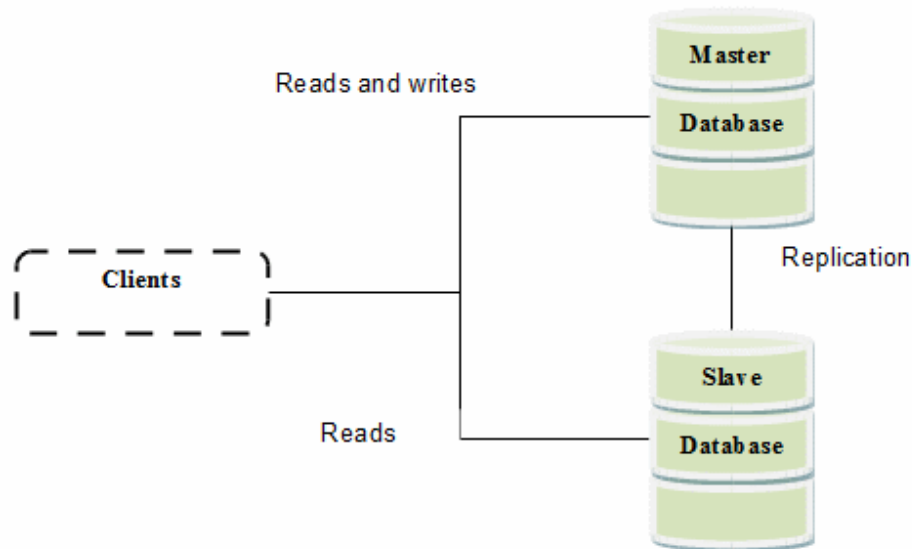 Master
Reads and writes
Database
Replication
Clients
Slave
Reads
Database